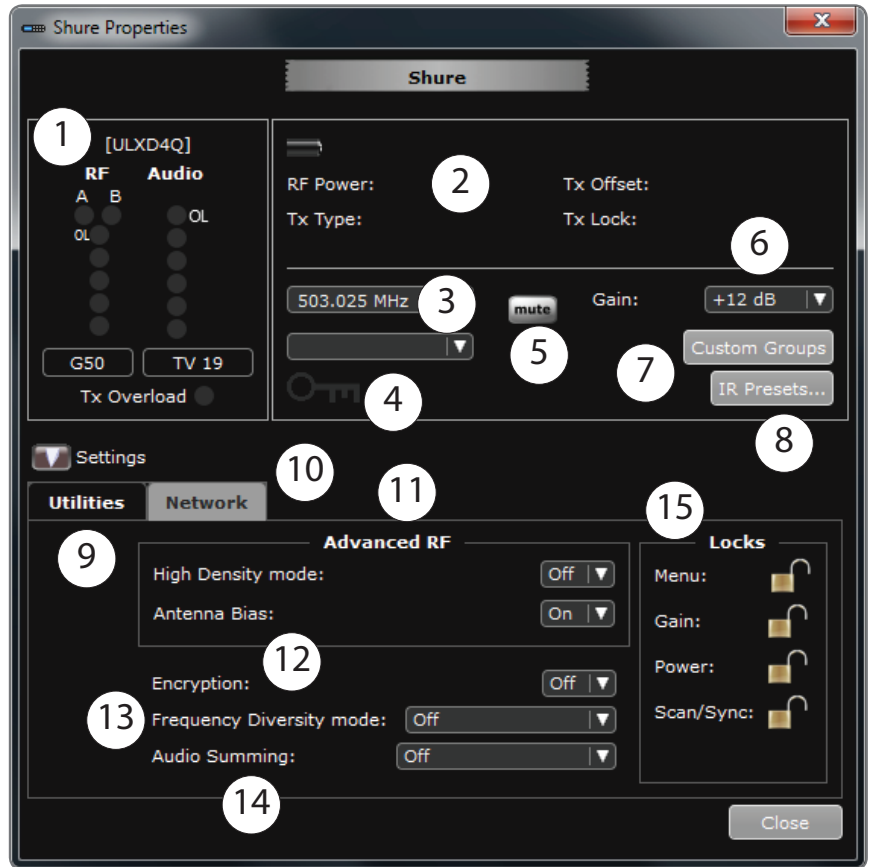 Shure Properties
Shure
1
[ULXD4Q]
RF Audio
A B
OL
OL
G50 TV 19
Tx Overload
2
RF Power: Tx Offset:
Tx Type: Tx Lock:
6
503.025 MHz 3 mute Gain: +12 dB
5
7
Custom Groups
4
IR Presets...
8
Settings
10
11
Utilities Network
15
9
Advanced RF
High Density mode: Off
Antenna Bias: On
12
Encryption: Off
13
Frequency Diversity mode: Off
Audio Summing: Off
14
Locks
Menu:
Gain:
Power:
Scan/Sync:
Close